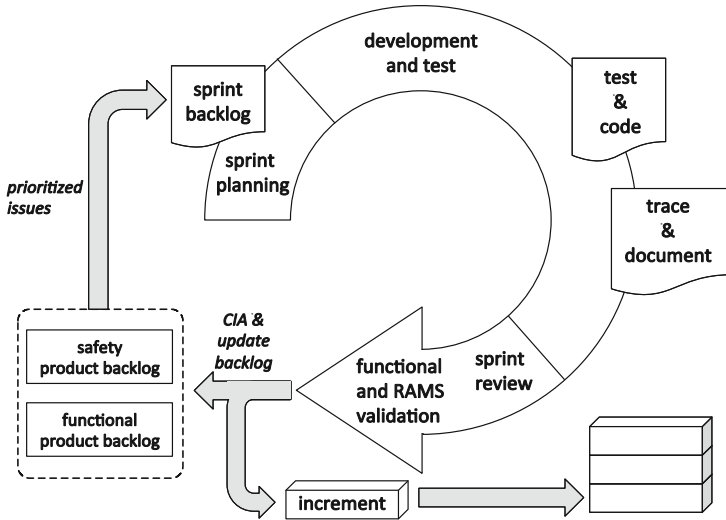 development
and test
test
&
code
sprint
backlog
sprint
planning
prioritized
issues
trace
&
document
CIA &
update
backlog
safety
product backlog
functional
product backlog
functional
and RAMS
validation
sprint
review
increment